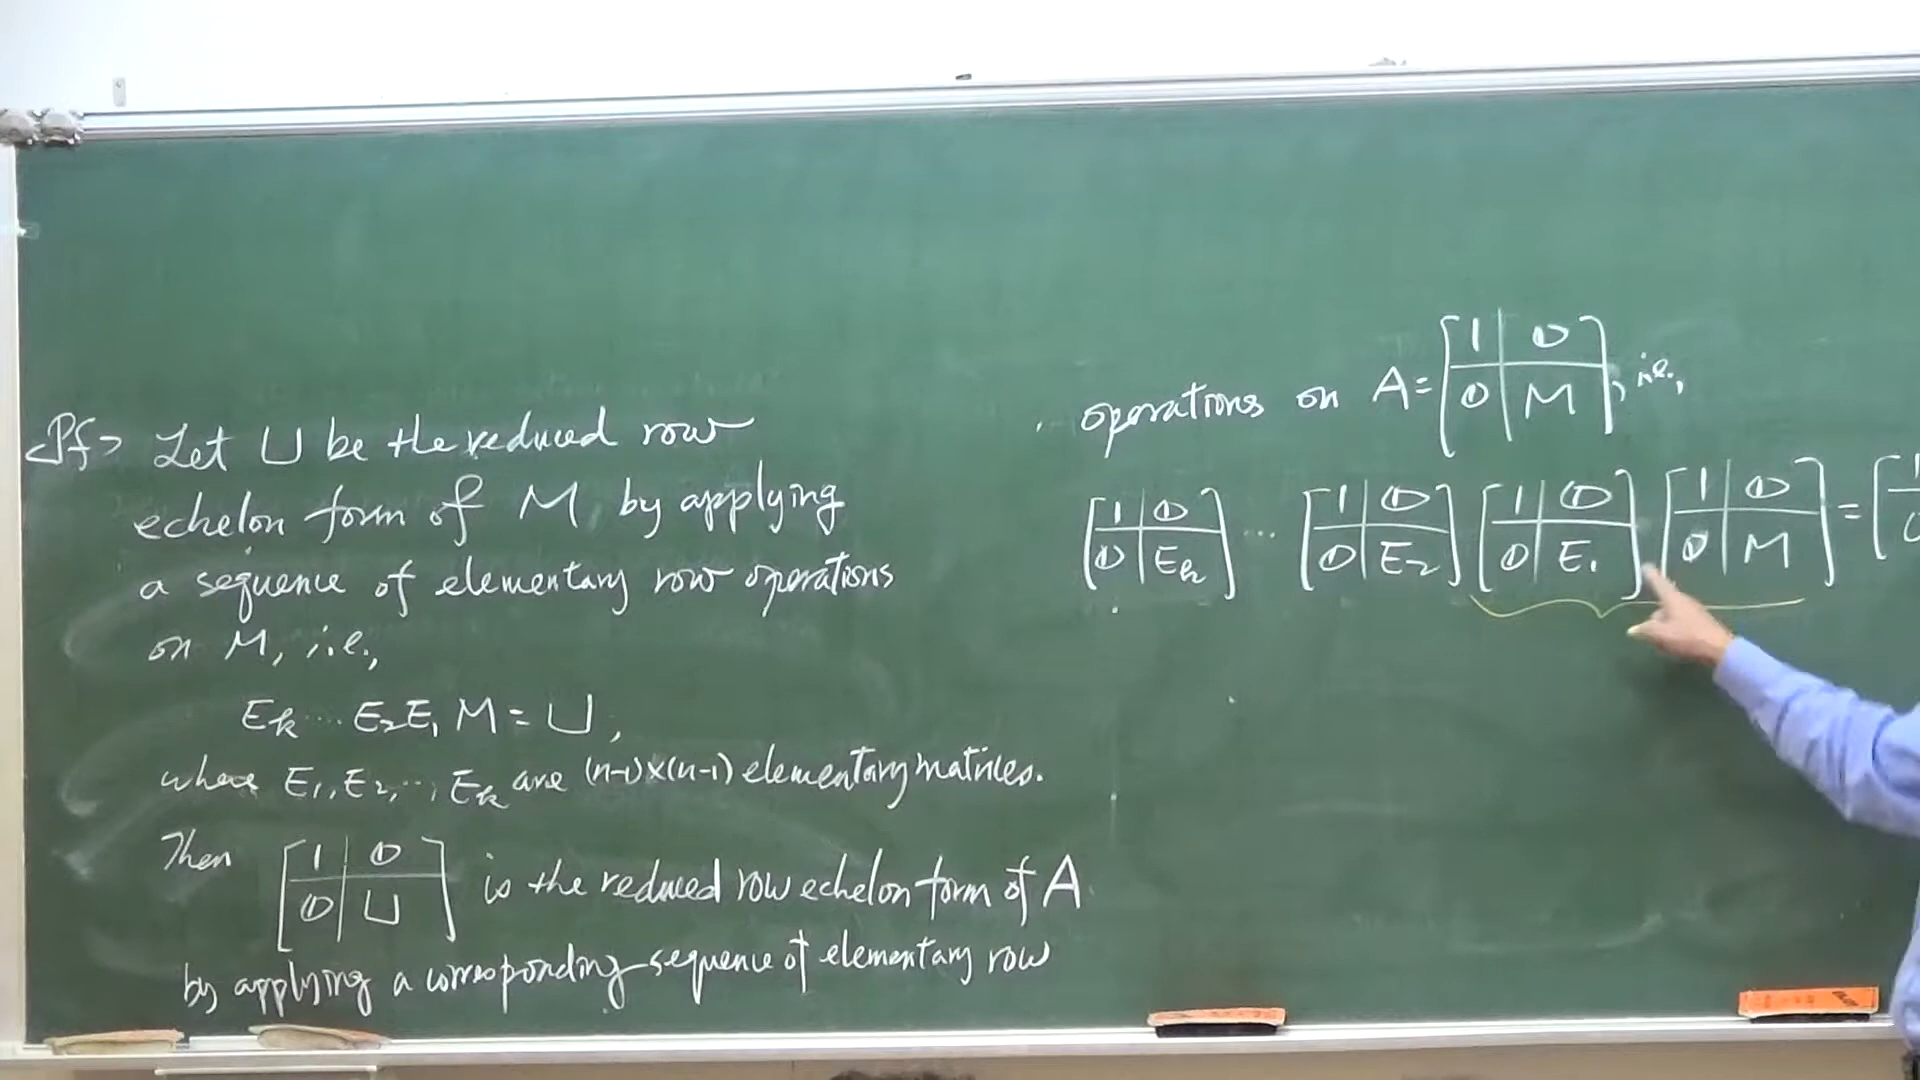 <Pf> Let U be the reduced row
echelon form of M by applying
a sequence of elementary row operations
on M, i.e.,
Ek ... E2E1 M = U,
where E1, E2, ..., Ek are (n-1)×(n-1) elementary matrices.
Then [1 | 0; 0 | U] is the reduced row echelon form of A
by applying a corresponding sequence of elementary row
operations on A = [1 | 0; 0 | M], i.e.,
[1 | 0; 0 | Ek] ... [1 | 0; 0 | E2] [1 | 0; 0 | E1] [1 | 0; 0 | M] = [1